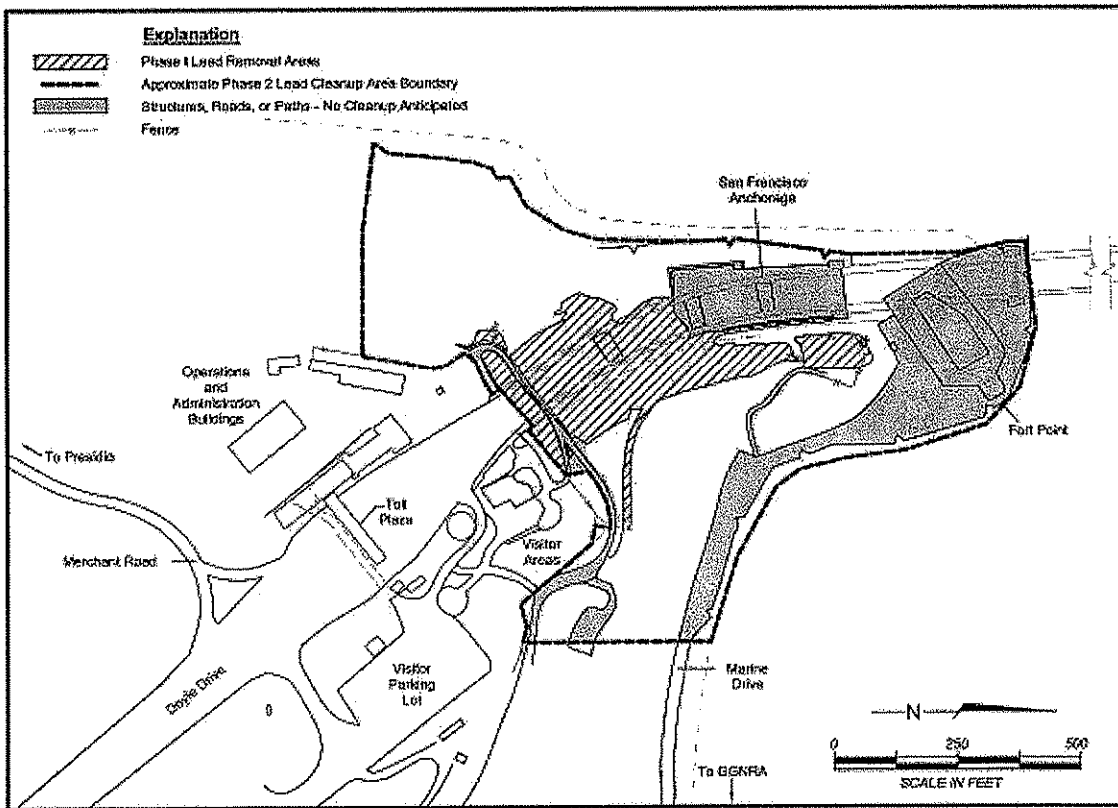 Explanation
Phase I Lead Removal Areas
Approximate Phase 2 Lead Cleanup Area Boundary
Structures, Roads, or Paths - No Cleanup Anticipated
Fence
San Francisco
Anchorage
Operations
and
Administration
Buildings
Fort Point
To Presidio
Toll
Plaza
Visitor
Areas
Merchant Road
Visitor
Parking
Lot
Doyle Drive
Marine
Drive
N
To GGNRA
0 250 500
SCALE IN FEET